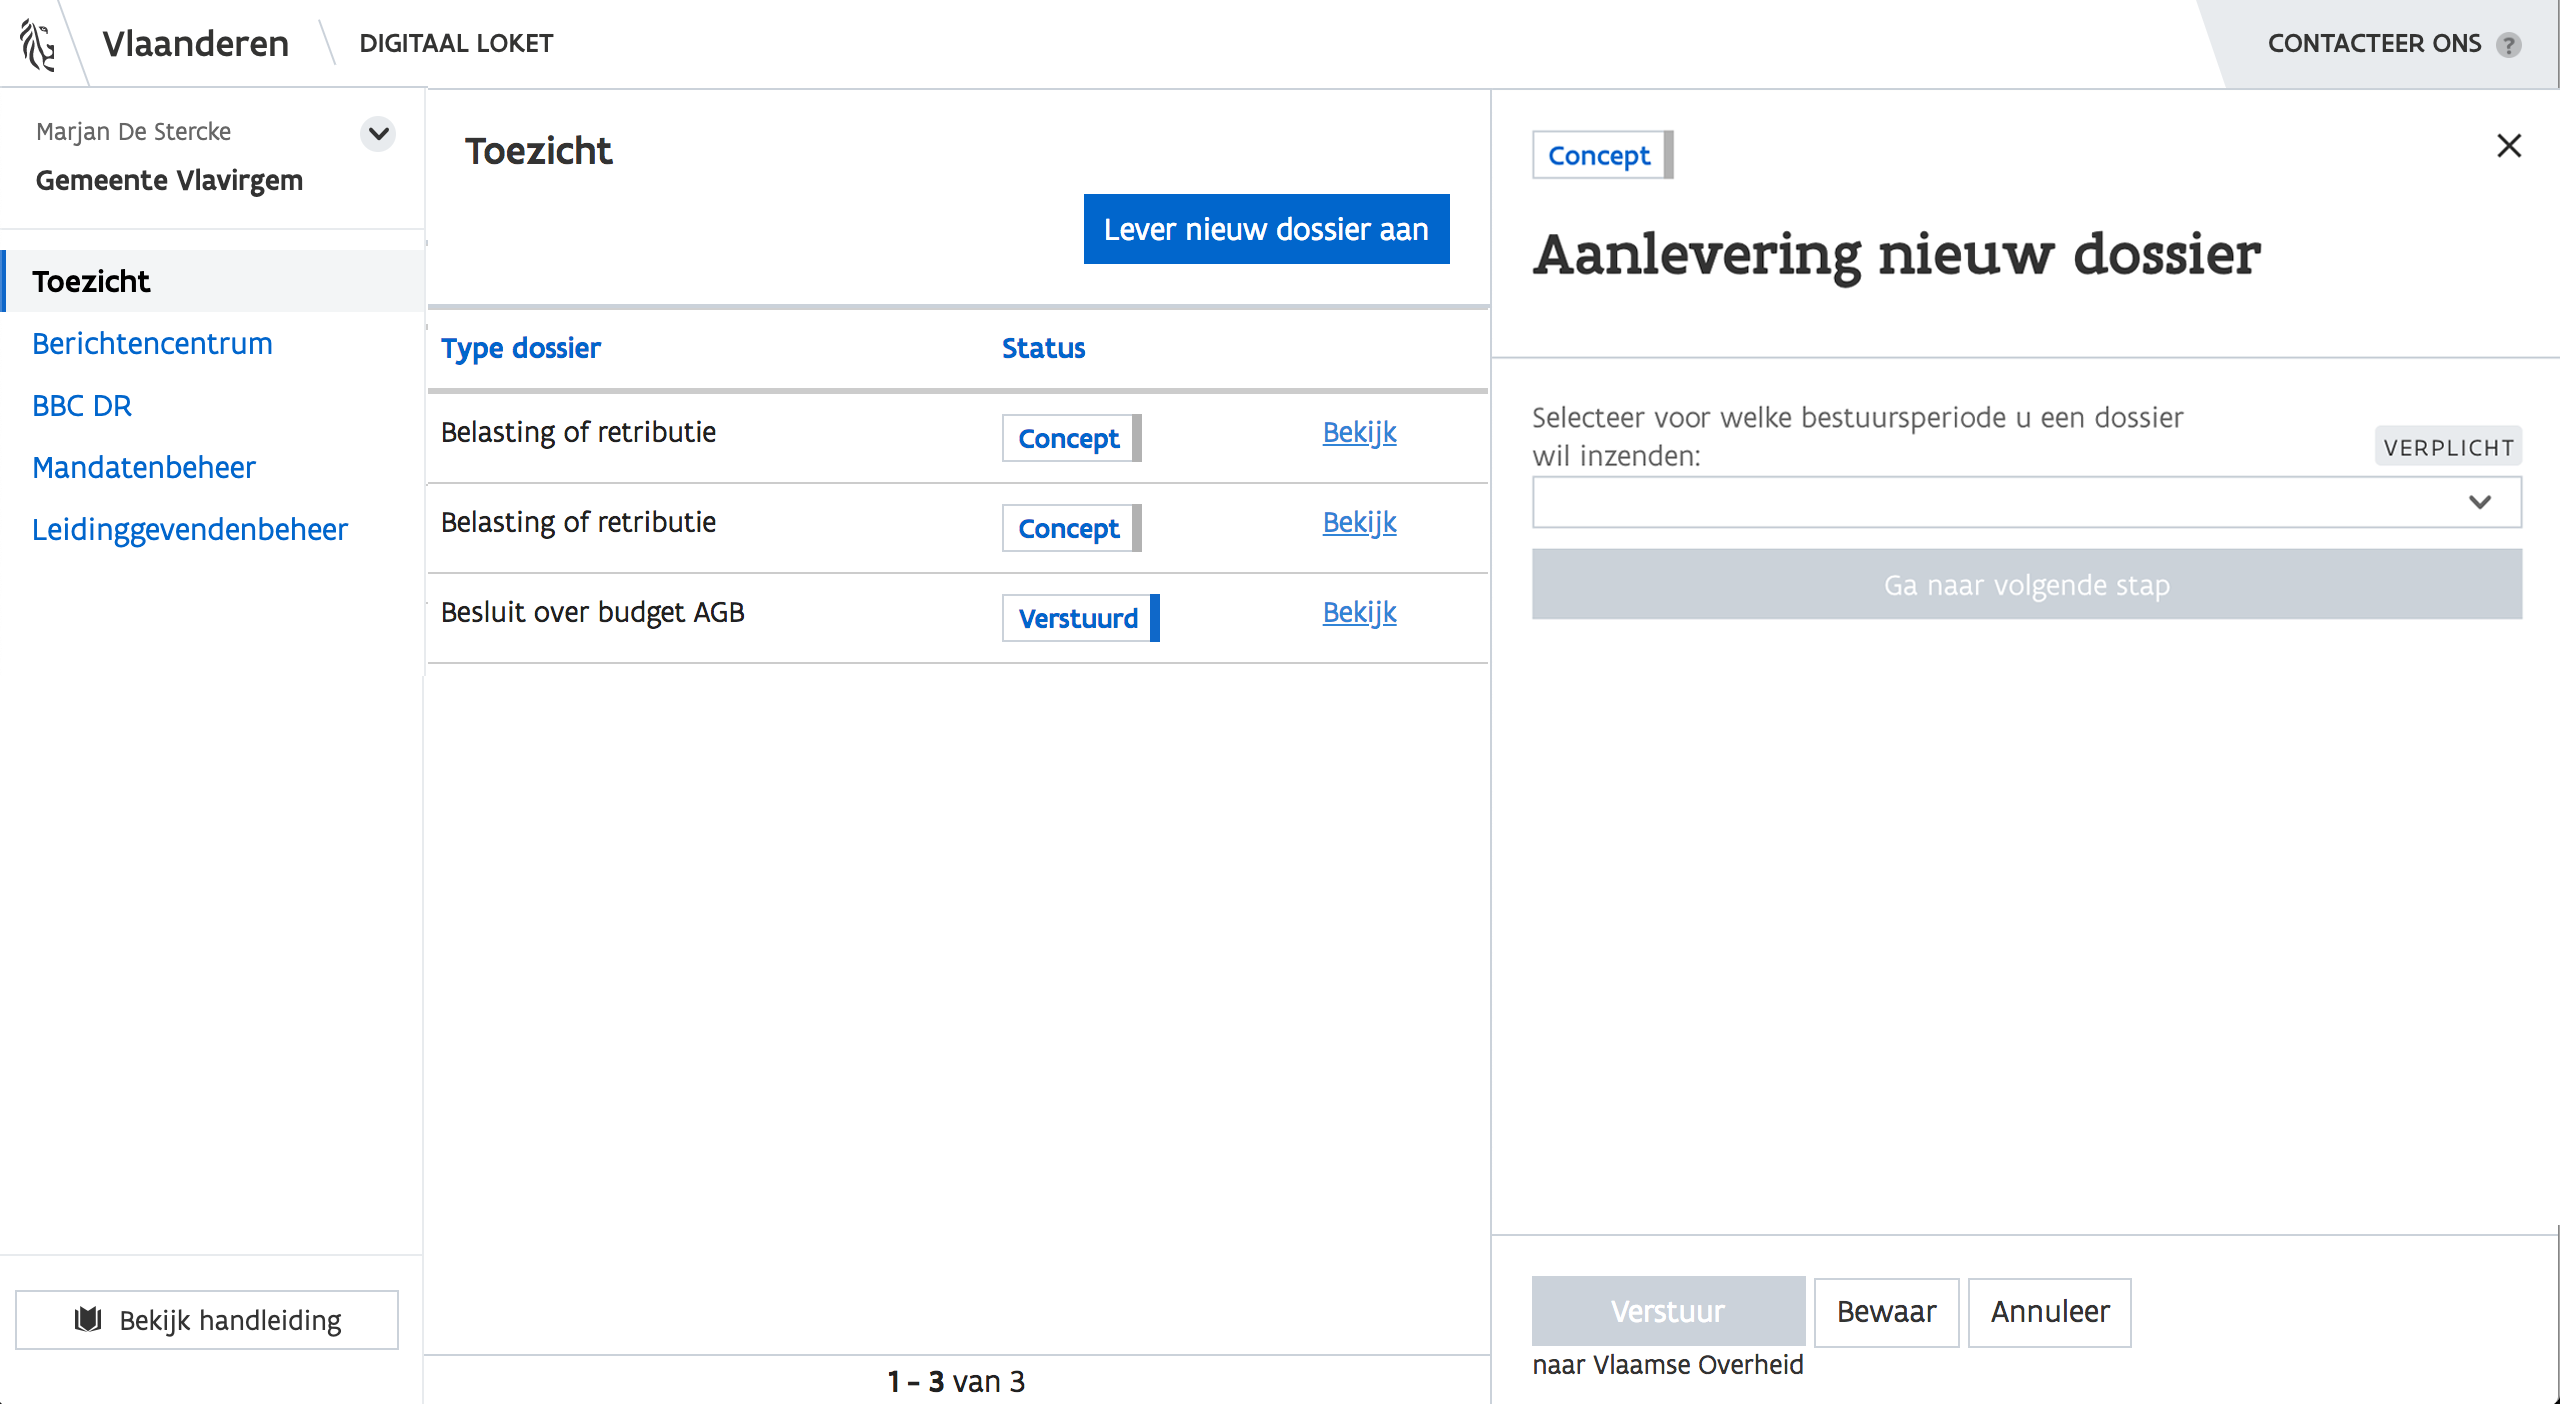 Vlaanderen
DIGITAAL LOKET
CONTACTEER ONS ?
Marjan De Stercke
Gemeente Vlavirgem
Toezicht
Berichtencentrum
BBC DR
Mandatenbeheer
Leidinggevendenbeheer
Bekijk handleiding
Toezicht
Lever nieuw dossier aan
Type dossier Status
Belasting of retributie Concept Bekijk
Belasting of retributie Concept Bekijk
Besluit over budget AGB Verstuurd Bekijk
1 - 3 van 3
Concept
Aanlevering nieuw dossier
Selecteer voor welke bestuursperiode u een dossier
wil inzenden:
VERPLICHT
Ga naar volgende stap
Verstuur Bewaar Annuleer
naar Vlaamse Overheid